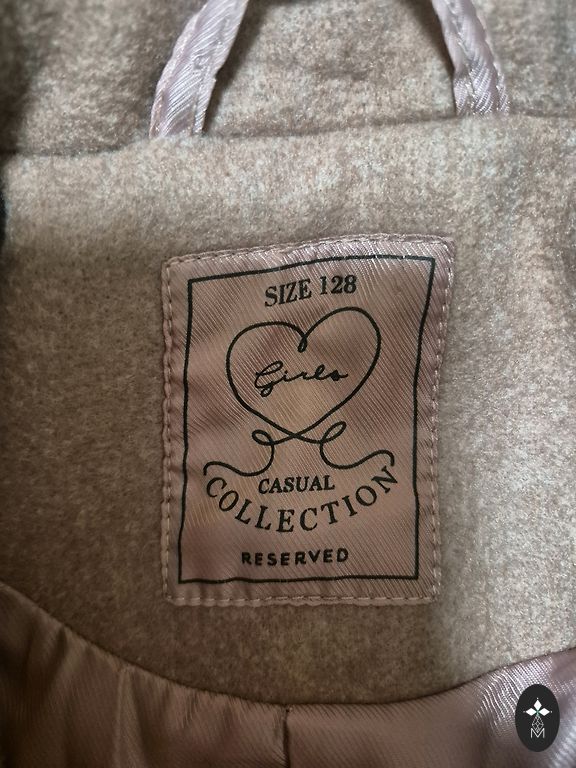 SIZE 128
Girls
CASUAL
COLLECTION
RESERVED